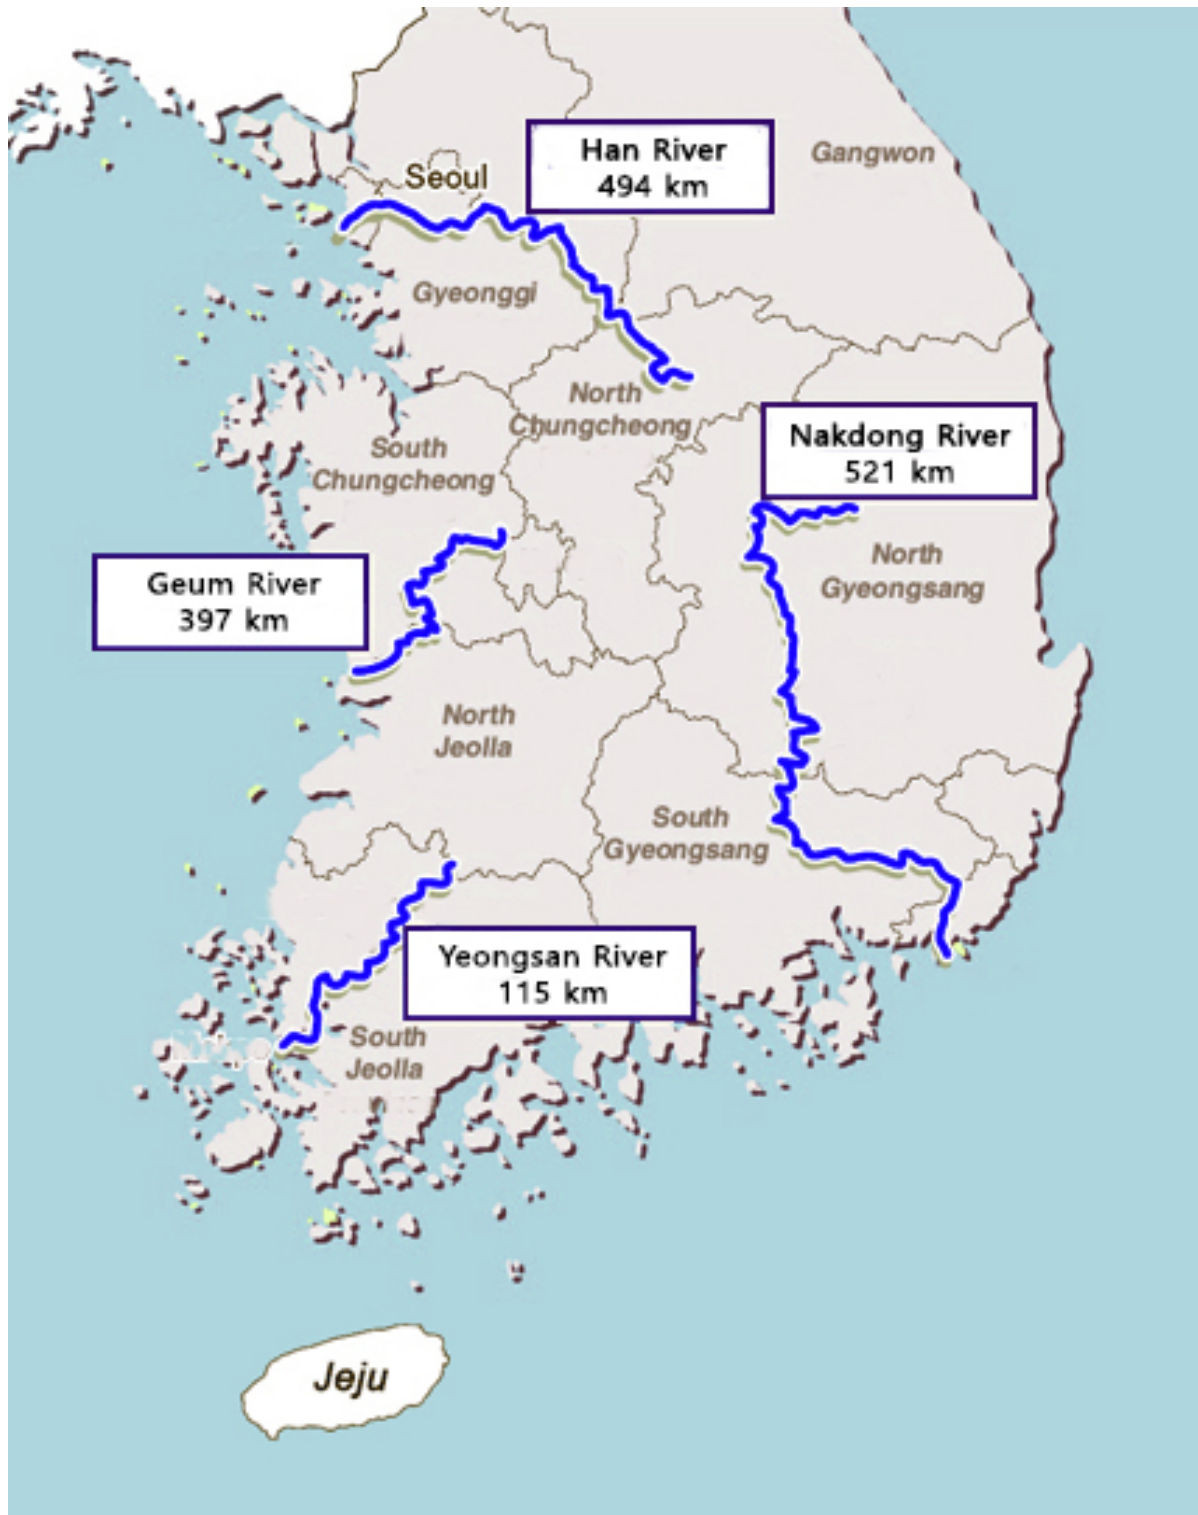 Han River
494 km
Gangwon
Seoul
Gyeonggi
North
Chungcheong
South
Chungcheong
Nakdong River
521 km
North
Gyeongsang
Geum River
397 km
North
Jeolla
South
Gyeongsang
Yeongsan River
115 km
South
Jeolla
Jeju